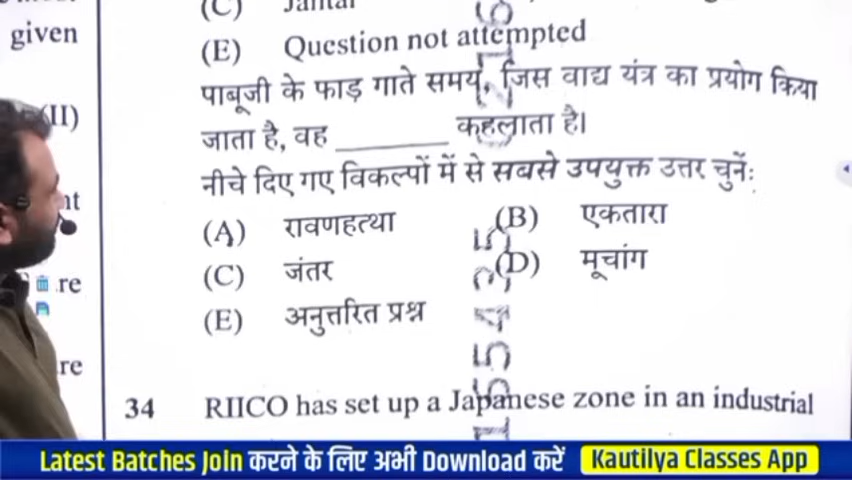 given
(C) Jantar
(E) Question not attempted
पाबूजी के फाड़ गाते समय, जिस वाद्य यंत्र का प्रयोग किया
(II)
जाता है, वह ________ कहलाता है।
नीचे दिए गए विकल्पों में से सबसे उपयुक्त उत्तर चुनें:
nt
(A) रावणहत्था (B) एकतारा
re
(C) जंतर (D) मूचांग
(E) अनुत्तरित प्रश्न
re
34 RIICO has set up a Japanese zone in an industrial
Latest Batches Join करने के लिए अभी Download करें Kautilya Classes App